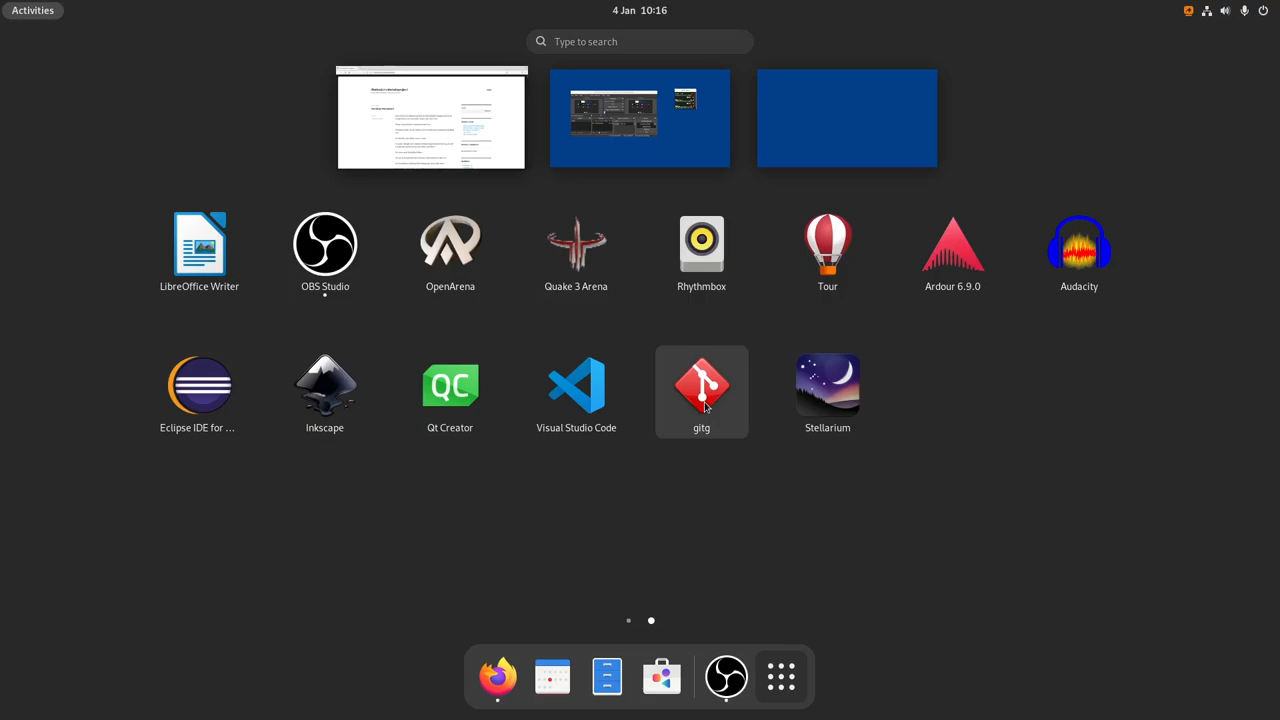 Activities
4 Jan 10:16
Type to search
LibreOffice Writer
OBS Studio
OpenArena
Quake 3 Arena
Rhythmbox
Tour
Ardour 6.9.0
Audacity
QC
Eclipse IDE for ...
Inkscape
Qt Creator
Visual Studio Code
gitg
Stellarium